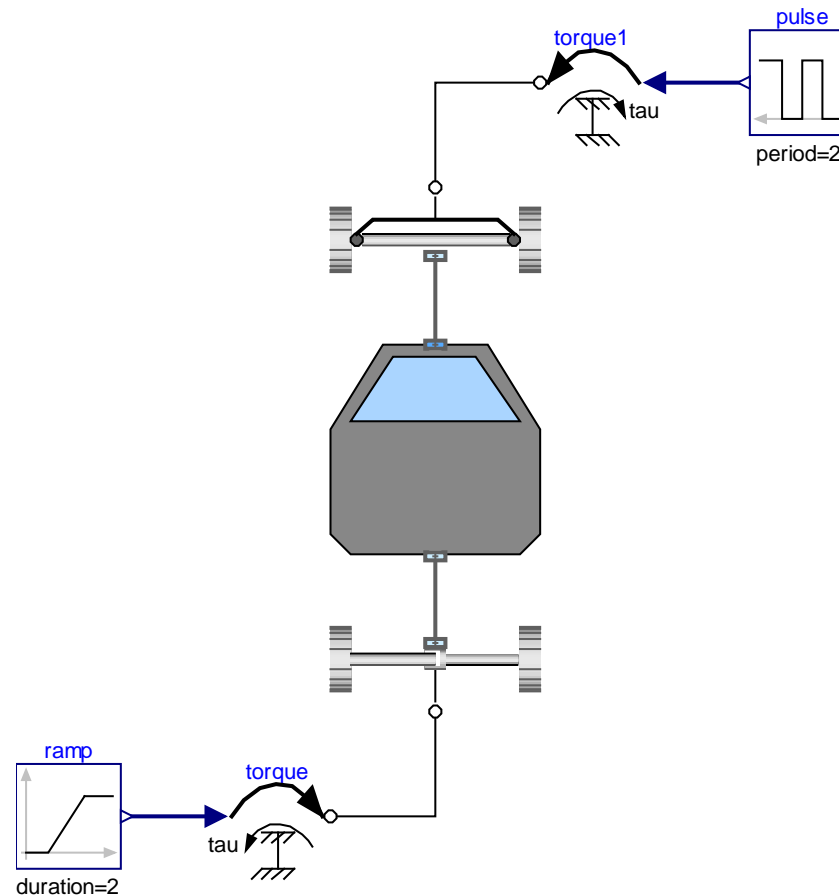 pulse
torque1
tau
period=2
ramp
torque
tau
duration=2